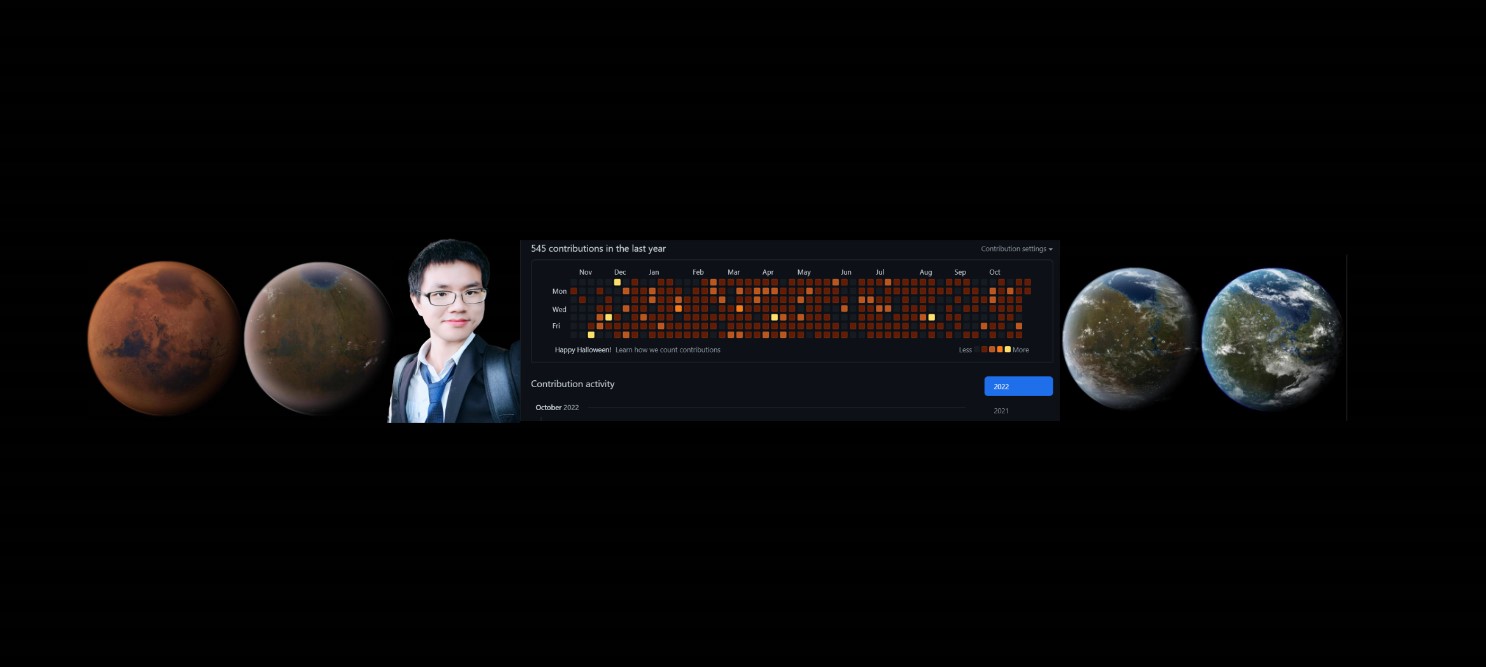 545 contributions in the last year
Contribution settings
Nov Dec Jan Feb Mar Apr May Jun Jul Aug Sep Oct
Mon
Wed
Fri
Happy Halloween! Learn how we count contributions
Less More
Contribution activity
2022
October 2022
2021